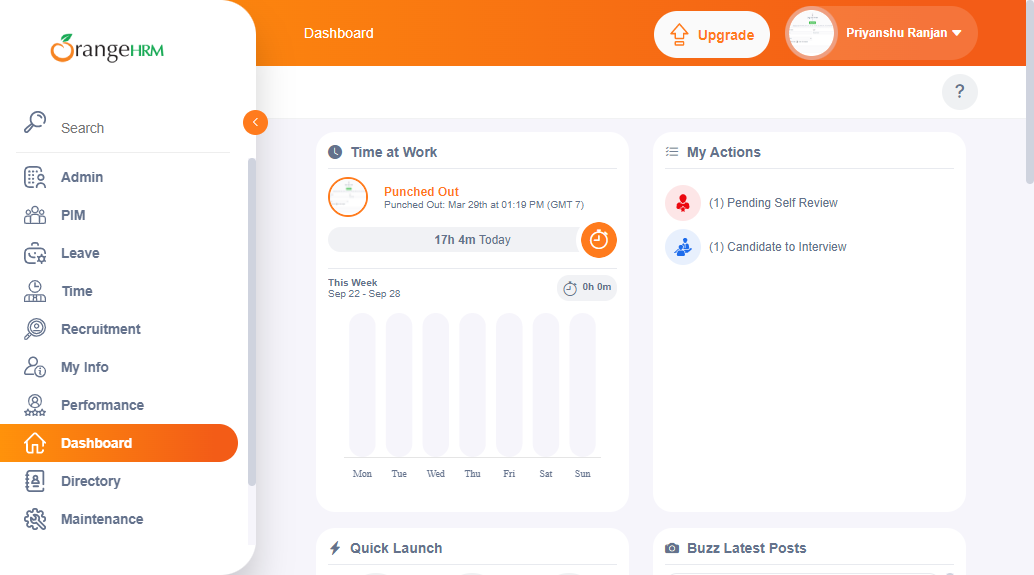 OrangeHRM
Dashboard
Upgrade
Priyanshu Ranjan
?
Search
Admin
PIM
Leave
Time
Recruitment
My Info
Performance
Dashboard
Directory
Maintenance
Time at Work
Punched Out
Punched Out: Mar 29th at 01:19 PM (GMT 7)
17h 4m Today
This Week
Sep 22 - Sep 28
0h 0m
Mon Tue Wed Thu Fri Sat Sun
My Actions
(1) Pending Self Review
(1) Candidate to Interview
Quick Launch
Buzz Latest Posts